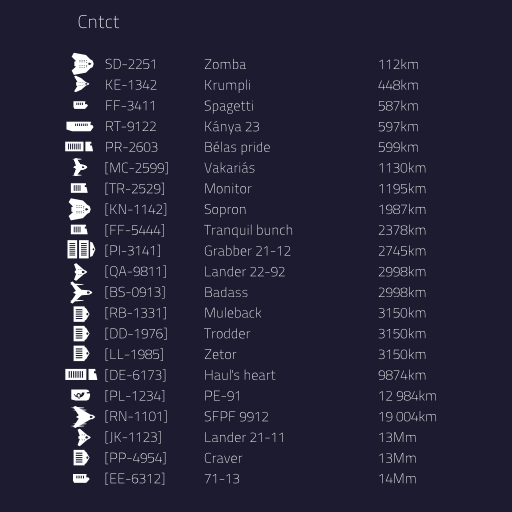 Cntct
SD-2251 Zomba 112km
KE-1342 Krumpli 448km
FF-3411 Spagetti 587km
RT-9122 Kánya 23 597km
PR-2603 Bélas pride 599km
[MC-2599] Vakariás 1130km
[TR-2529] Monitor 1195km
[KN-1142] Sopron 1987km
[FF-5444] Tranquil bunch 2378km
[PI-3141] Grabber 21-12 2745km
[QA-9811] Lander 22-92 2998km
[BS-0913] Badass 2998km
[RB-1331] Muleback 3150km
[DD-1976] Trodder 3150km
[LL-1985] Zetor 3150km
[DE-6173] Haul's heart 9874km
[PL-1234] PE-91 12 984km
[RN-1101] SFPF 9912 19 004km
[JK-1123] Lander 21-11 13Mm
[PP-4954] Craver 13Mm
[EE-6312] 71-13 14Mm